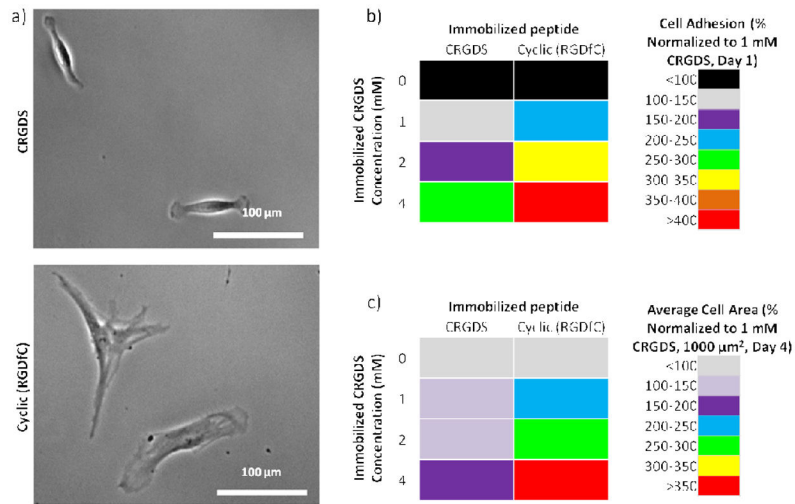 a)
CRGDS
100 µm
Cyclic (RGDfC)
100 µm
b)
Immobilized peptide
CRGDS Cyclic (RGDfC)
Immobilized CRGDS
Concentration (mM)
0
1
2
4
Cell Adhesion (%
Normalized to 1 mM
CRGDS, Day 1)
<100
100-150
150-200
200-250
250-300
300-350
350-400
>400
c)
Immobilized peptide
CRGDS Cyclic (RGDfC)
Immobilized CRGDS
Concentration (mM)
0
1
2
4
Average Cell Area (%
Normalized to 1 mM
CRGDS, 1000 µm², Day 4)
<100
100-150
150-200
200-250
250-300
300-350
>350